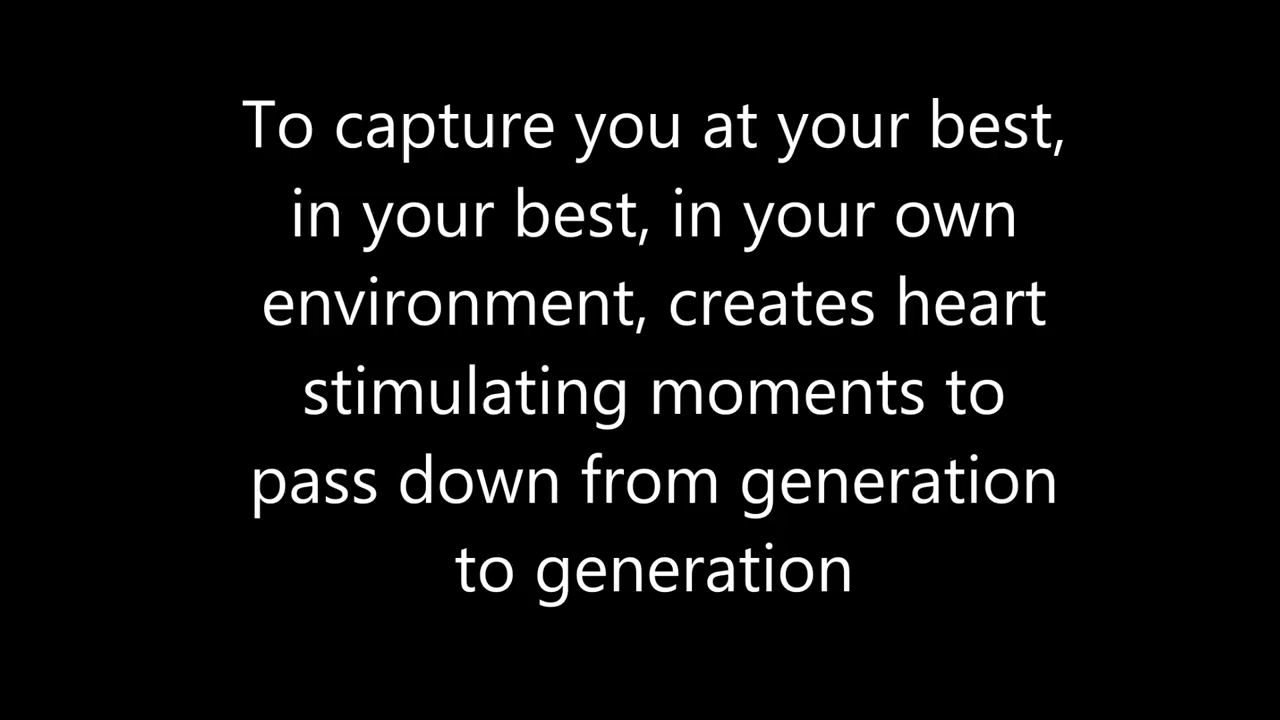 To capture you at your best,
in your best, in your own
environment, creates heart
stimulating moments to
pass down from generation
to generation